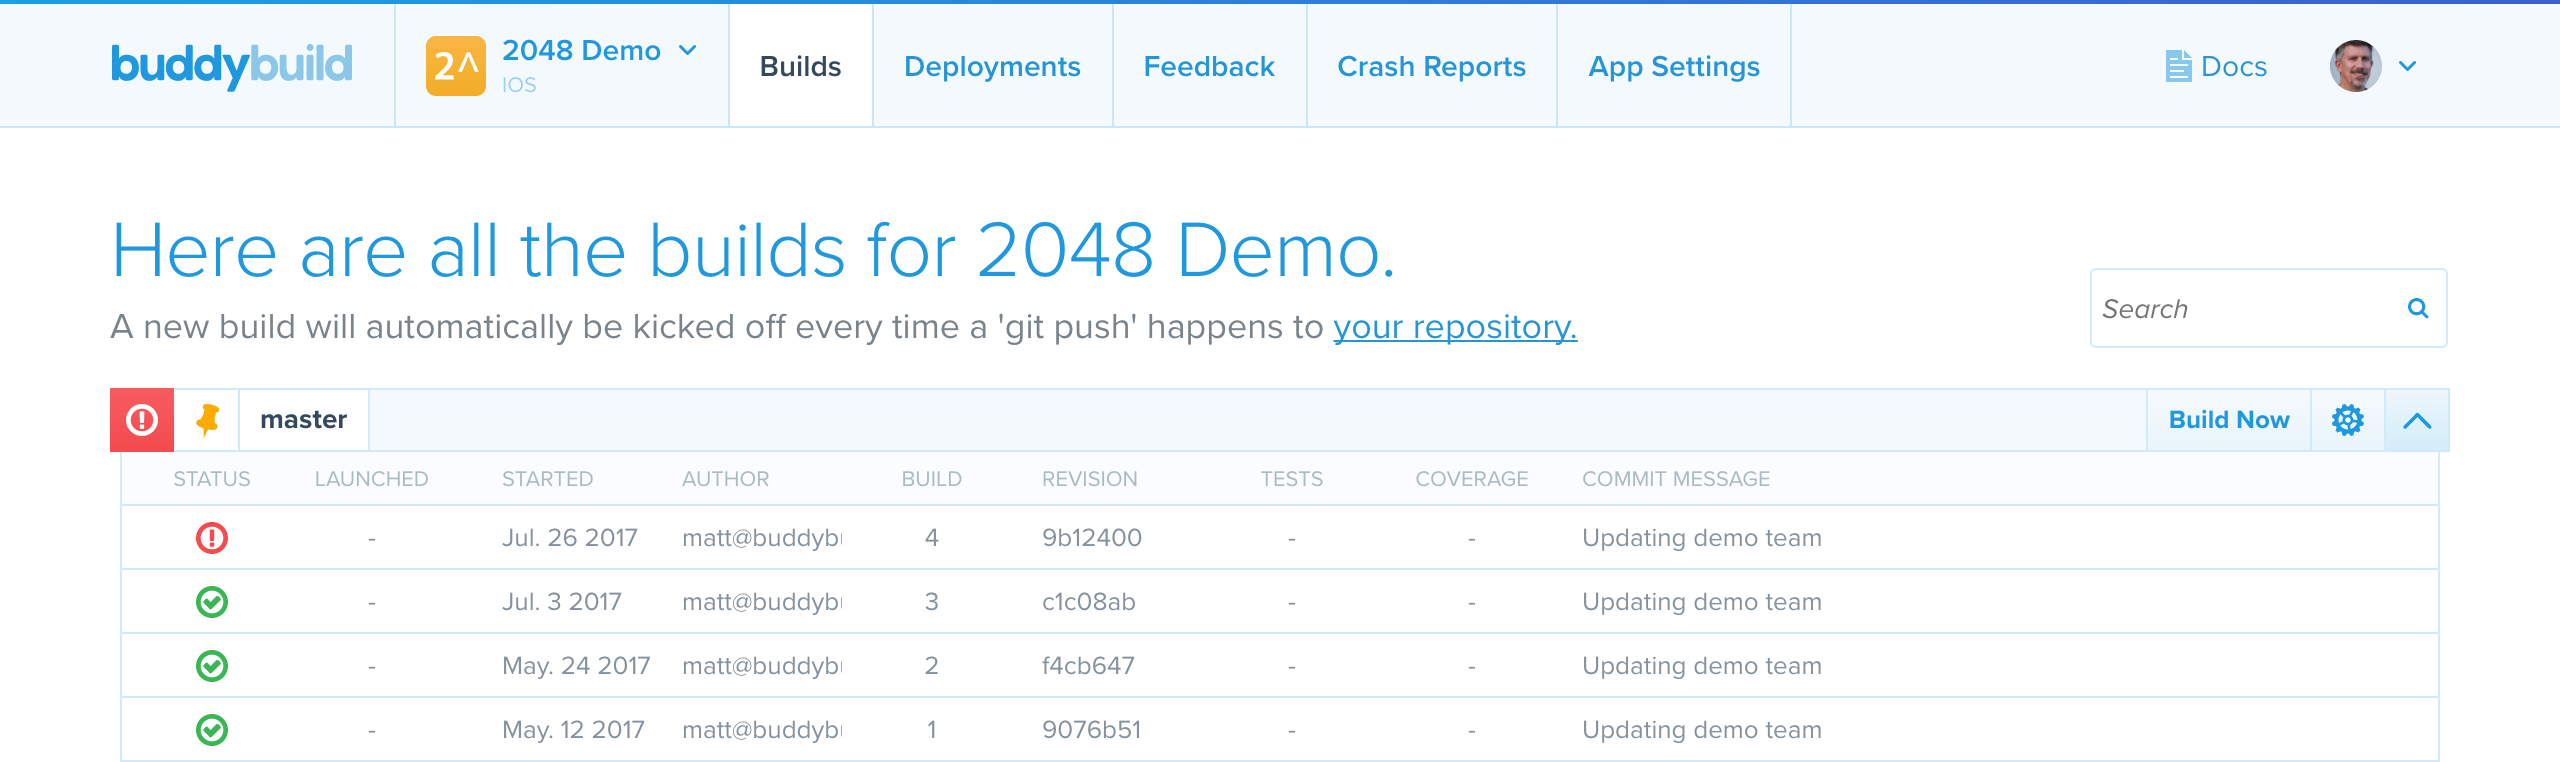 buddybuild 2^ 2048 Demo IOS Builds Deployments Feedback Crash Reports App Settings Docs
Here are all the builds for 2048 Demo.
A new build will automatically be kicked off every time a 'git push' happens to your repository.
Search
master Build Now
STATUS LAUNCHED STARTED AUTHOR BUILD REVISION TESTS COVERAGE COMMIT MESSAGE
- Jul. 26 2017 matt@buddyb 4 9b12400 - - Updating demo team
- Jul. 3 2017 matt@buddyb 3 c1c08ab - - Updating demo team
- May. 24 2017 matt@buddyb 2 f4cb647 - - Updating demo team
- May. 12 2017 matt@buddyb 1 9076b51 - - Updating demo team